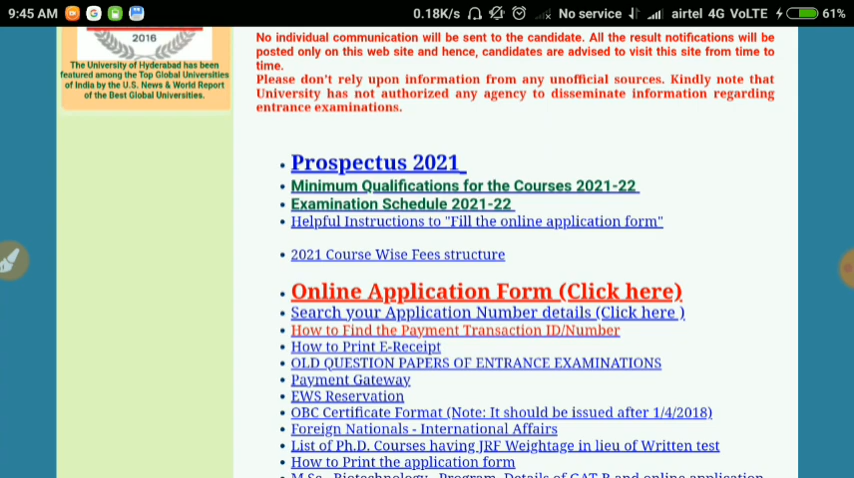 9:45 AM 0.18K/s No service airtel 4G VoLTE 61%
2016
The University of Hyderabad has been
featured among the Top Global Universities
of India by the U.S. News & World Report
of the Best Global Universities.
No individual communication will be sent to the candidate. All the result notifications will be
posted only on this web site and hence, candidates are advised to visit this site from time to
time.
Please don't rely upon information from any unofficial sources. Kindly note that
University has not authorized any agency to disseminate information regarding
entrance examinations.
Prospectus 2021
Minimum Qualifications for the Courses 2021-22
Examination Schedule 2021-22
Helpful Instructions to "Fill the online application form"
2021 Course Wise Fees structure
Online Application Form (Click here)
Search your Application Number details (Click here )
How to Find the Payment Transaction ID/Number
How to Print E-Receipt
OLD QUESTION PAPERS OF ENTRANCE EXAMINATIONS
Payment Gateway
EWS Reservation
OBC Certificate Format (Note: It should be issued after 1/4/2018)
Foreign Nationals - International Affairs
List of Ph.D. Courses having JRF Weightage in lieu of Written test
How to Print the application form
M.Sc. Biotechnology Program Details of GAT-B and online application